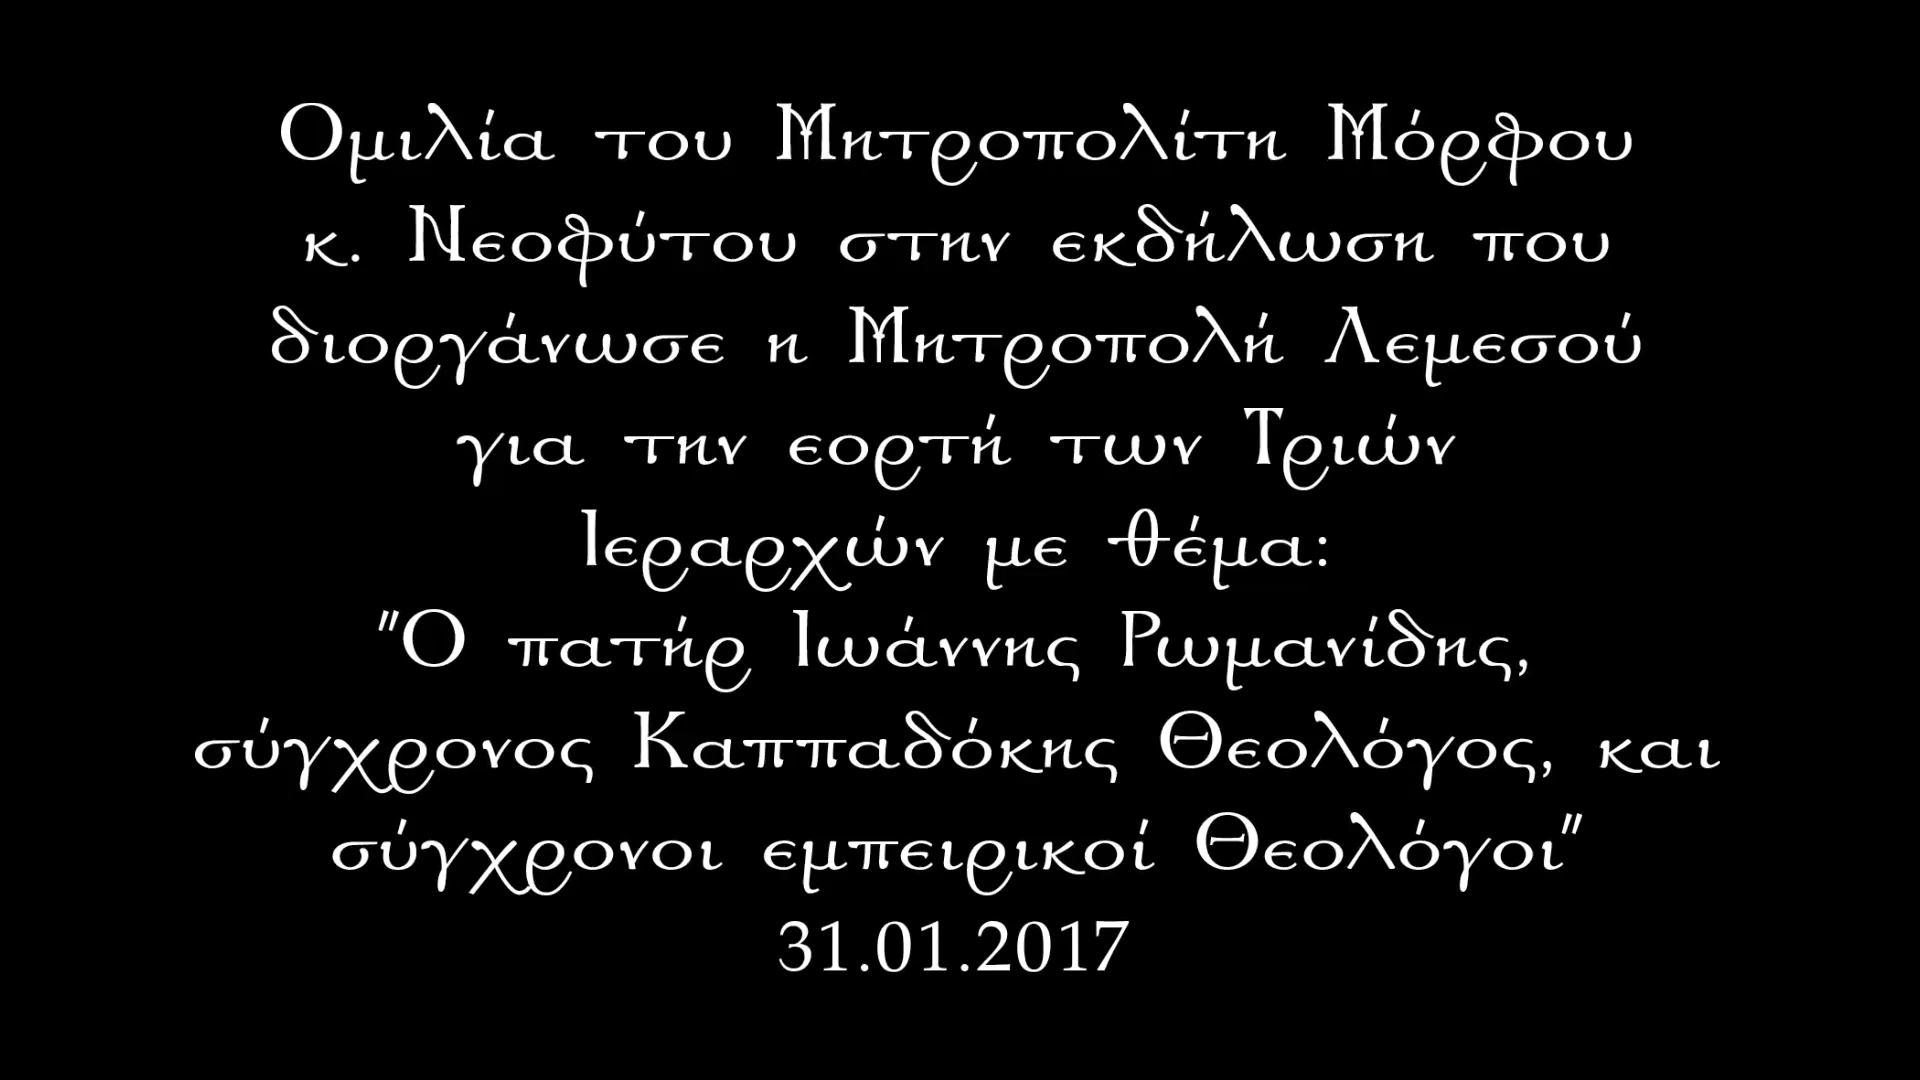 Ομιλία του Μητροπολίτη Μόρφου
κ. Νεοφύτου στην εκδήλωση που
διοργάνωσε η Μητροπολή Λεμεσού
για την εορτή των Τριών
Ιεραρχών με θέμα:
"Ο πατήρ Ιωάννης Ρωμανίδης,
σύγχρονος Καππαδόκης Θεολόγος, και
σύγχρονοι εμπειρικοί Θεολόγοι"
31.01.2017